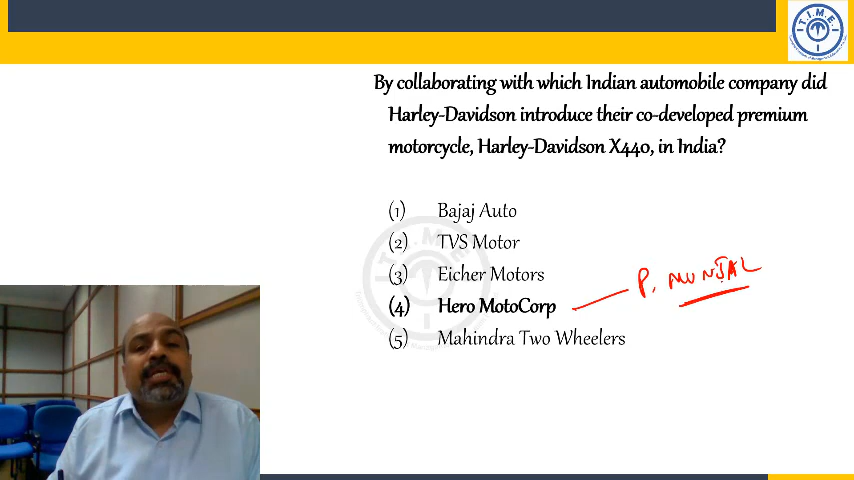 T.I.M.E.
By collaborating with which Indian automobile company did
Harley-Davidson introduce their co-developed premium
motorcycle, Harley-Davidson X440, in India?
(1) Bajaj Auto
(2) TVS Motor
(3) Eicher Motors
(4) Hero MotoCorp
P. MUNJAL
(5) Mahindra Two Wheelers